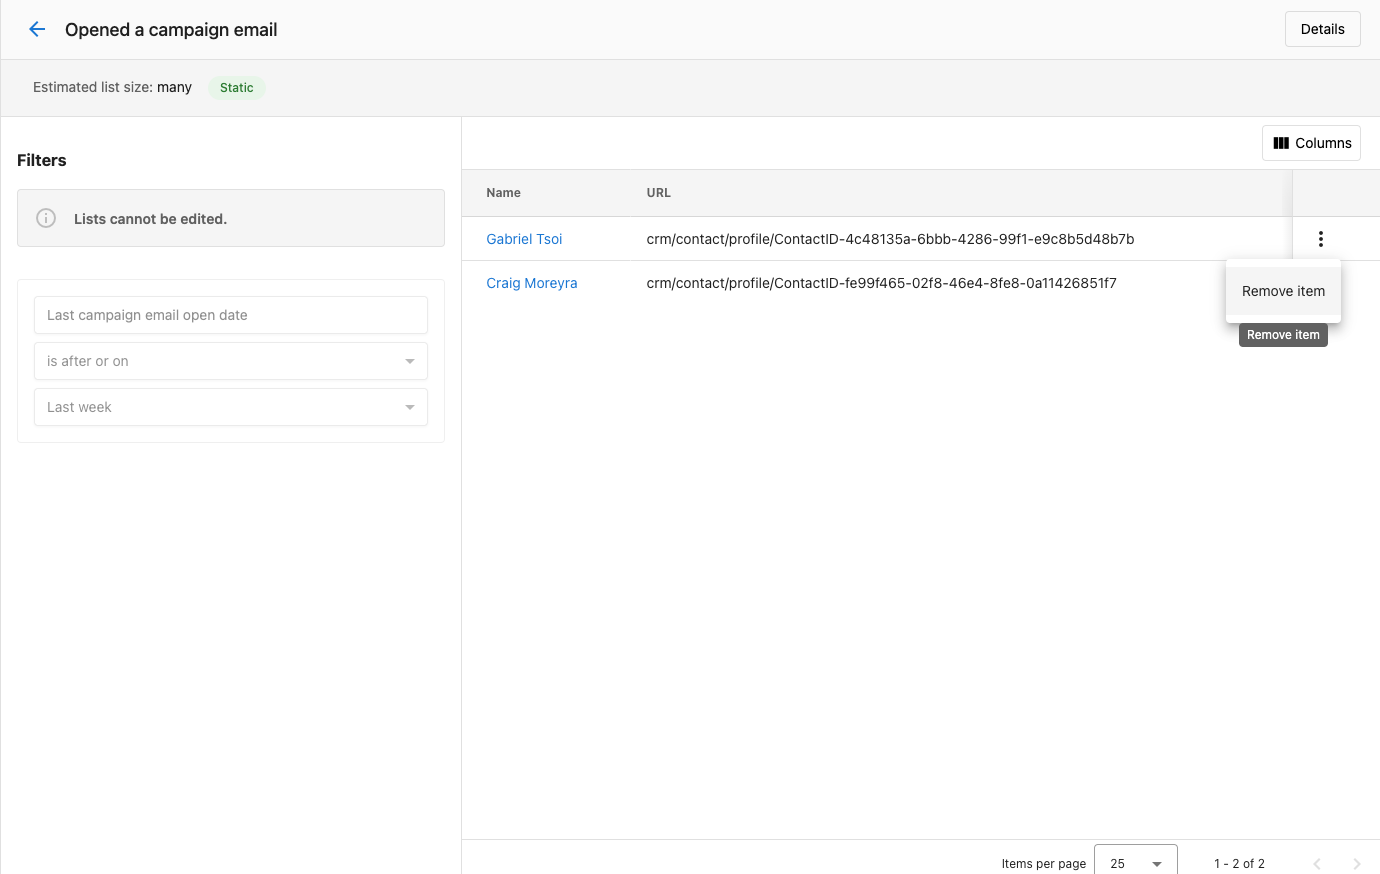 Opened a campaign email
Details
Estimated list size: many
Static
Filters
Lists cannot be edited.
Last campaign email open date
is after or on
Last week
Columns
Name URL
Gabriel Tsoi crm/contact/profile/ContactID-4c48135a-6bbb-4286-99f1-e9c8b5d48b7b
Craig Moreyra crm/contact/profile/ContactID-fe99f465-02f8-46e4-8fe8-0a11426851f7
Remove item
Remove item
Items per page 25 1 - 2 of 2